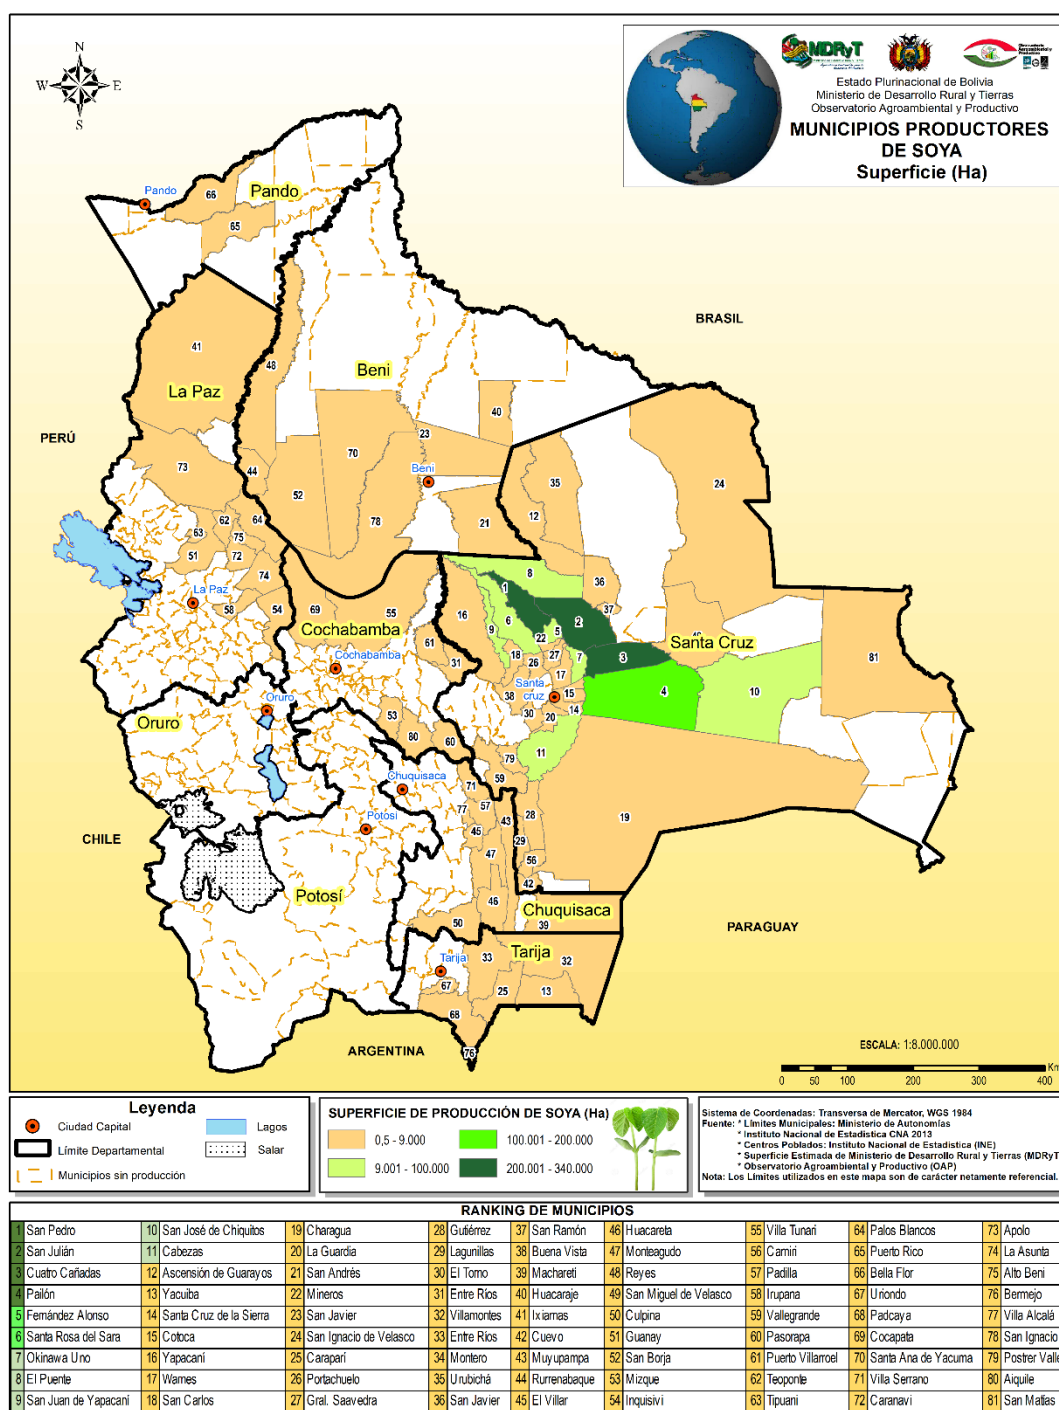 N
W E
S
MDRyT
Estado Plurinacional de Bolivia
Ministerio de Desarrollo Rural y Tierras
Observatorio Agroambiental y Productivo
MUNICIPIOS PRODUCTORES
DE SOYA
Superficie (Ha)
Pando
66
Pando
65
BRASIL
41
48
Beni
La Paz
40
PERÚ
23
70
73
44
Beni
35
24
52
12
62
64
78
21
63
75
51
72
74
8
1
36
La Paz
58
54
69
55
16
6
2
37
9
5
Cochabamba
61
22
49
Santa Cruz
Cochabamba
31
18
27
7
3
26
17
81
Santa
cruz
15
4
10
38
Oruro
14
53
30
20
Oruro
80
60
11
79
Chuquisaca
71
59
77
57
28
43
19
Potosí
45
29
CHILE
47
56
42
Potosí
46
Chuquisaca
50
39
PARAGUAY
Tarija
33
Tarija
32
67
25
13
68
ARGENTINA
76
ESCALA: 1:8.000.000
Km
0 50 100 200 300 400
Leyenda
Ciudad Capital
Lagos
Límite Departamental
Salar
Municipios sin producción
SUPERFICIE DE PRODUCCIÓN DE SOYA (Ha)
0,5 - 9.000
100.001 - 200.000
9.001 - 100.000
200.001 - 340.000
Sistema de Coordenadas: Transversa de Mercator, WGS 1984
Fuente: * Límites Municipales: Ministerio de Autonomías
* Instituto Nacional de Estadística CNA 2013
* Centros Poblados: Instituto Nacional de Estadística (INE)
* Superficie Estimada de Ministerio de Desarrollo Rural y Tierras (MDRyT)
* Observatorio Agroambiental y Productivo (OAP)
Nota: Los Límites utilizados en este mapa son de carácter netamente referencial.
RANKING DE MUNICIPIOS
1 San Pedro 10 San José de Chiquitos 19 Charagua 28 Gutiérrez 37 San Ramón 46 Huacareta 55 Villa Tunari 64 Palos Blancos 73 Apolo
2 San Julián 11 Cabezas 20 La Guardia 29 Lagunillas 38 Buena Vista 47 Monteagudo 56 Camiri 65 Puerto Rico 74 La Asunta
3 Cuatro Cañadas 12 Ascensión de Guarayos 21 San Andrés 30 El Torno 39 Machareti 48 Reyes 57 Padilla 66 Bella Flor 75 Alto Beni
4 Pailón 13 Yacuiba 22 Mineros 31 Entre Ríos 40 Huacaraje 49 San Miguel de Velasco 58 Irupana 67 Uriondo 76 Bermejo
5 Fernández Alonso 14 Santa Cruz de la Sierra 23 San Javier 32 Villamontes 41 Ixiamas 50 Culpina 59 Vallegrande 68 Padcaya 77 Villa Alcalá
6 Santa Rosa del Sara 15 Cotoca 24 San Ignacio de Velasco 33 Entre Ríos 42 Cuevo 51 Guanay 60 Pasorapa 69 Cocapata 78 San Ignacio
7 Okinawa Uno 16 Yapacaní 25 Caraparí 34 Montero 43 Muyupampa 52 San Borja 61 Puerto Villarroel 70 Santa Ana de Yacuma 79 Postrer Valle
8 El Puente 17 Warnes 26 Portachuelo 35 Urubichá 44 Rurrenabaque 53 Mizque 62 Teoponte 71 Villa Serrano 80 Aiquile
9 San Juan de Yapacaní 18 San Carlos 27 Gral. Saavedra 36 San Javier 45 El Villar 54 Inquisivi 63 Tipuani 72 Caranavi 81 San Matías